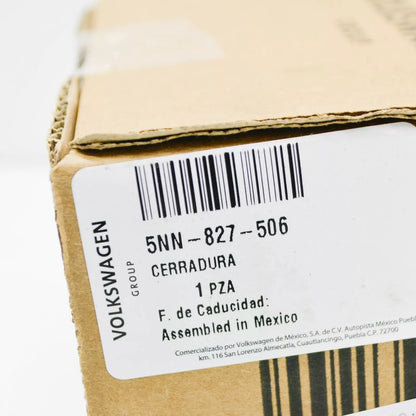 VOLKSWAGEN
GROUP
5NN-827-506
CERRADURA
1 PZA
F. de Caducidad:
Assembled in Mexico
Comercializado por Volkswagen de México, S.A. de C.V. Autopista México Puebla
km. 116 San Lorenzo Almecatla, Cuautlancingo, Puebla C.P. 72700